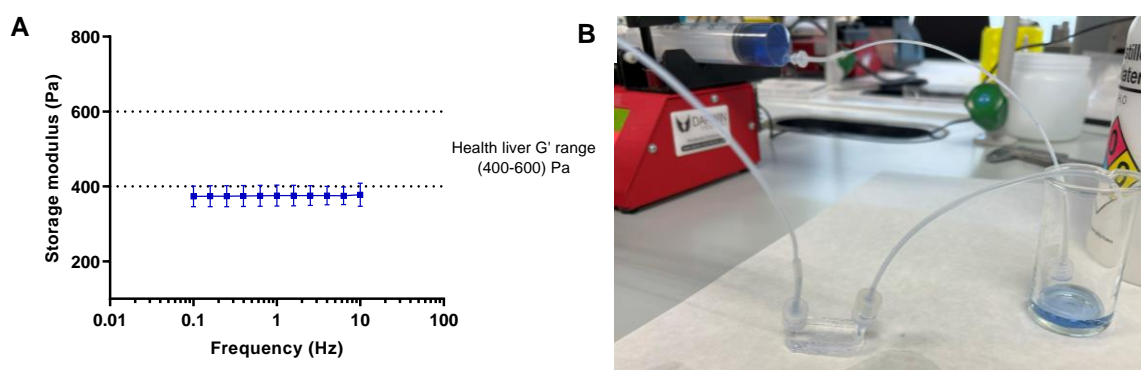 A
800
600
400
200
Storage modulus (Pa)
0.01
0.1
1
10
100
Frequency (Hz)
Health liver G' range
(400-600) Pa
B